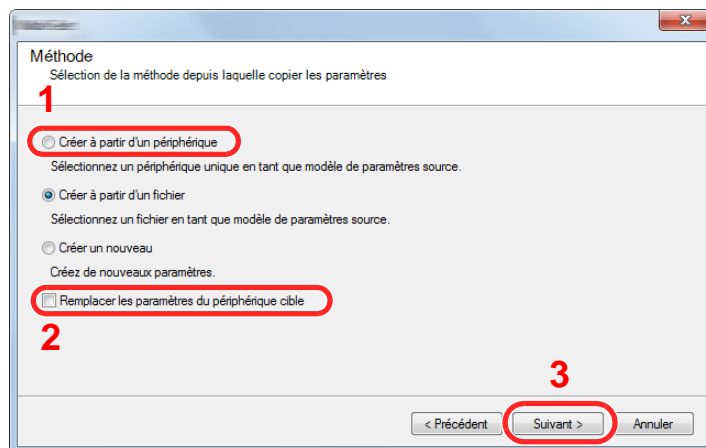 Méthode
Sélection de la méthode depuis laquelle copier les paramètres
1
Créer à partir d'un périphérique
Sélectionnez un périphérique unique en tant que modèle de paramètres source.
Créer à partir d'un fichier
Sélectionnez un fichier en tant que modèle de paramètres source.
Créer un nouveau
Créez de nouveaux paramètres.
Remplacer les paramètres du périphérique cible
2
3
< Précédent Suivant > Annuler